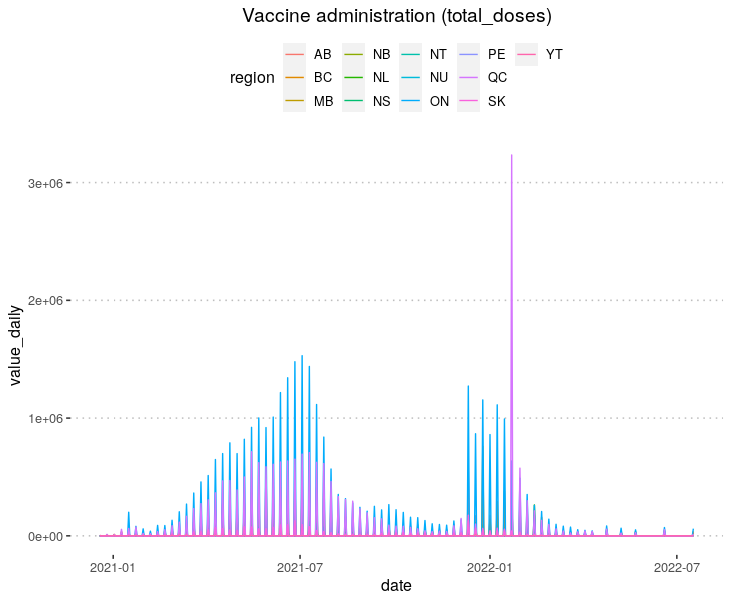 Vaccine administration (total_doses)
region
AB NB NT PE YT
BC NL NU QC
MB NS ON SK
3e+06
2e+06
1e+06
0e+00
value_daily
2021-01 2021-07 2022-01 2022-07
date